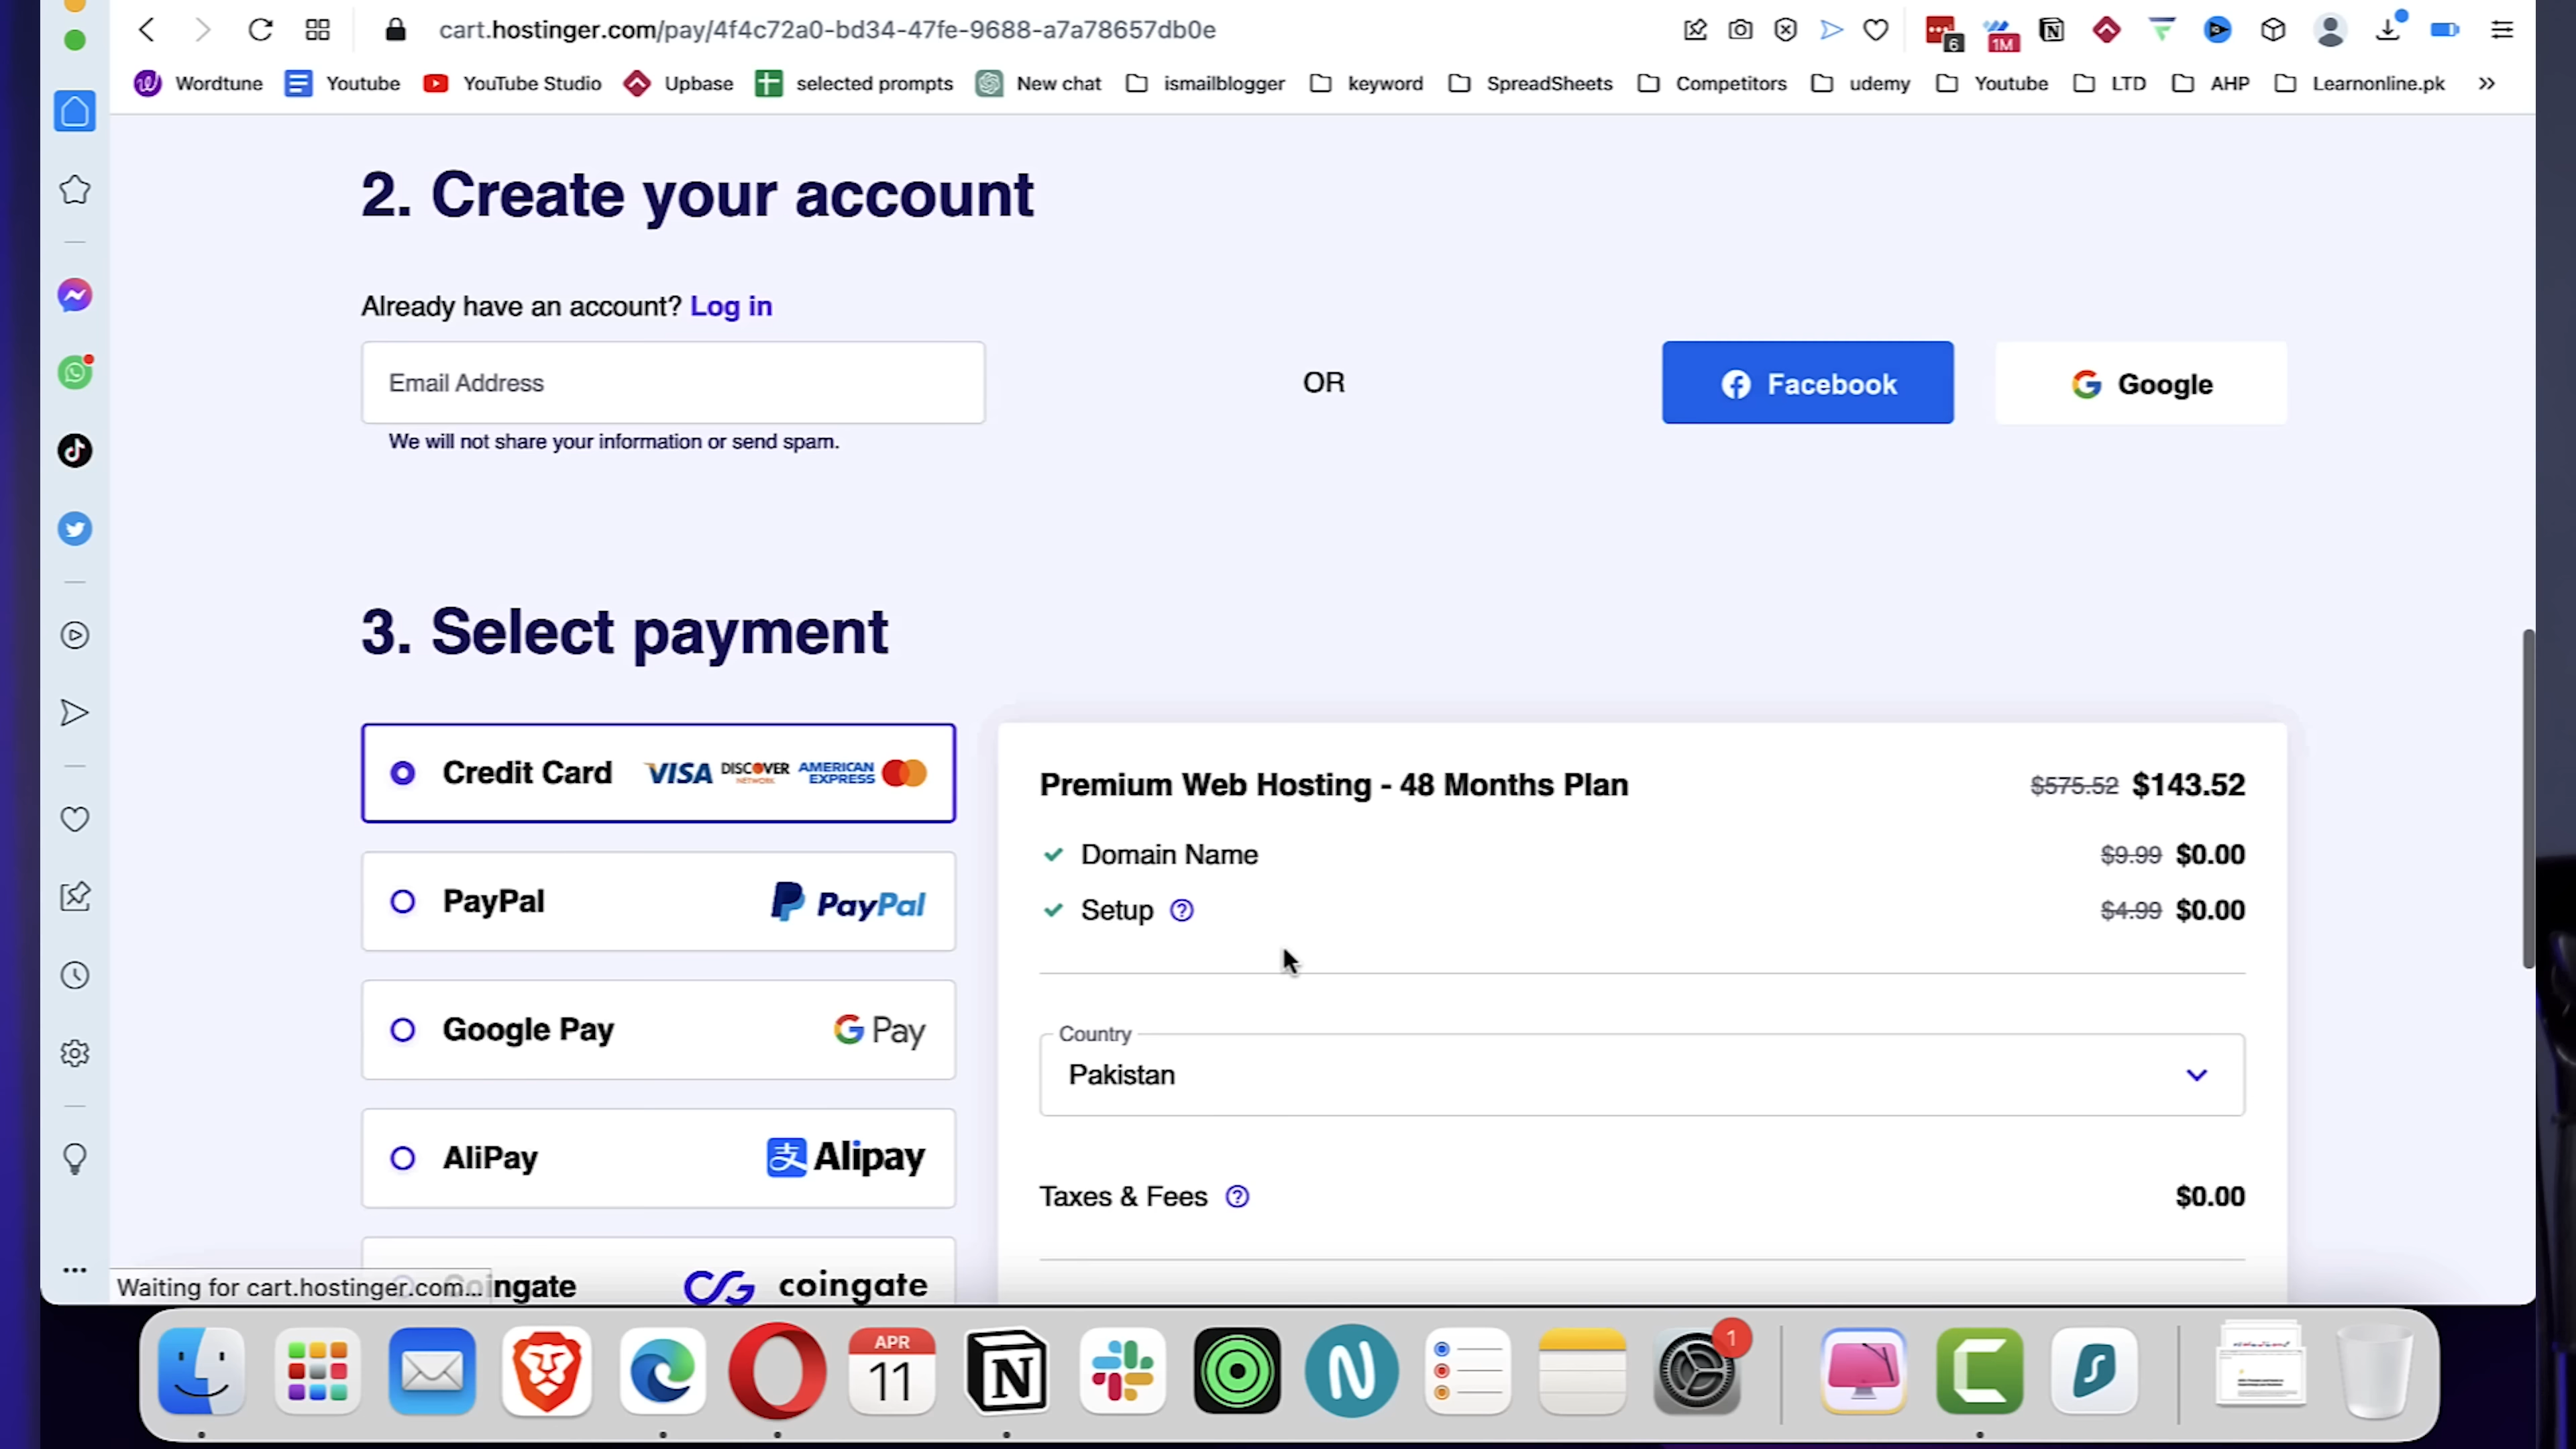 cart.hostinger.com/pay/4f4c72a0-bd34-47fe-9688-a7a78657db0e
6
1M
Wordtune
Youtube
YouTube Studio
Upbase
selected prompts
New chat
ismailblogger
keyword
SpreadSheets
Competitors
udemy
Youtube
LTD
AHP
Learnonline.pk
2. Create your account
Already have an account? Log in
Email Address
We will not share your information or send spam.
OR
Facebook
Google
3. Select payment
Credit Card
VISA
DISCOVER
NETWORK
AMERICAN
EXPRESS
PayPal
PayPal
Google Pay
G Pay
AliPay
支 Alipay
ngate
coingate
Premium Web Hosting - 48 Months Plan
$575.52 $143.52
Domain Name
$9.99 $0.00
Setup
$4.99 $0.00
Country
Pakistan
Taxes & Fees
$0.00
Waiting for cart.hostinger.com...
APR
11
1